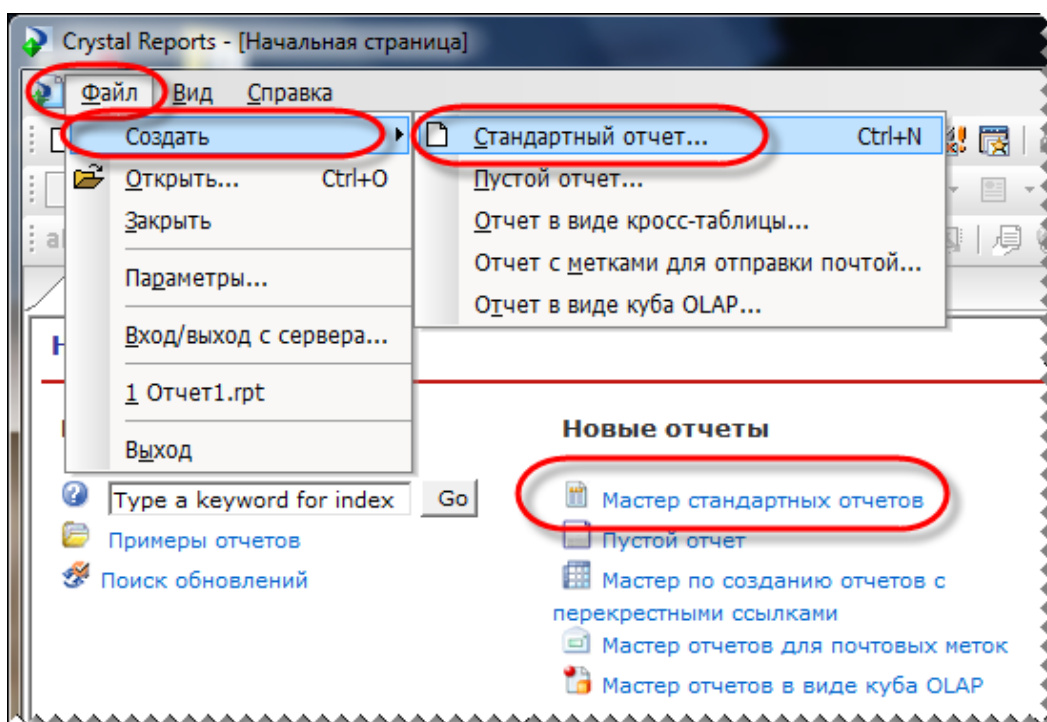 Crystal Reports - [Начальная страница]
Файл Вид Справка
Создать
Открыть... Ctrl+O
Закрыть
Параметры...
Вход/выход с сервера...
1 Отчет1.rpt
Выход
Стандартный отчет... Ctrl+N
Пустой отчет...
Отчет в виде кросс-таблицы...
Отчет с метками для отправки почтой...
Отчет в виде куба OLAP...
Type a keyword for index Go
Примеры отчетов
Поиск обновлений
Новые отчеты
Мастер стандартных отчетов
Пустой отчет
Мастер по созданию отчетов с
перекрестными ссылками
Мастер отчетов для почтовых меток
Мастер отчетов в виде куба OLAP